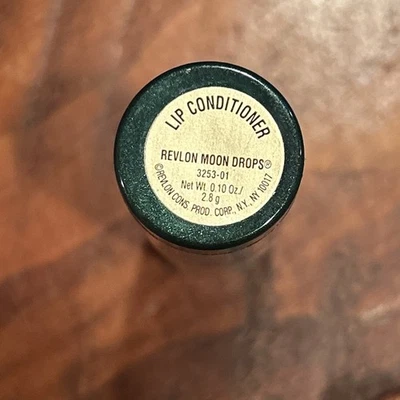 LIP CONDITIONER
REVLON MOON DROPS®
3253-01
Net Wt. 0.10 Oz./
2.8 g
©REVLON CONS. PROD. CORP., N.Y., NY 10017